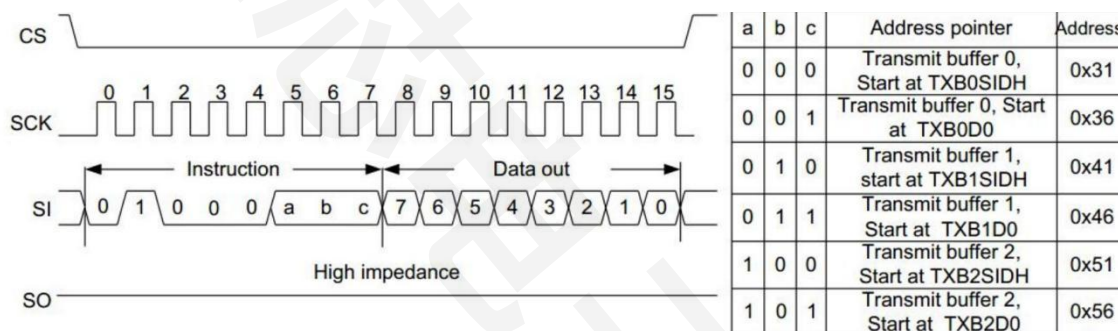 CS
SCK
0 1 2 3 4 5 6 7 8 9 10 11 12 13 14 15
Instruction
Data out
SI
0 1 0 0 0 a b c 7 6 5 4 3 2 1 0
High impedance
SO
a b c Address pointer Address
0 0 0 Transmit buffer 0,
Start at TXB0SIDH 0x31
0 0 1 Transmit buffer 0, Start
at TXB0D0 0x36
0 1 0 Transmit buffer 1,
start at TXB1SIDH 0x41
0 1 1 Transmit buffer 1,
Start at TXB1D0 0x46
1 0 0 Transmit buffer 2,
Start at TXB2SIDH 0x51
1 0 1 Transmit buffer 2,
Start at TXB2D0 0x56